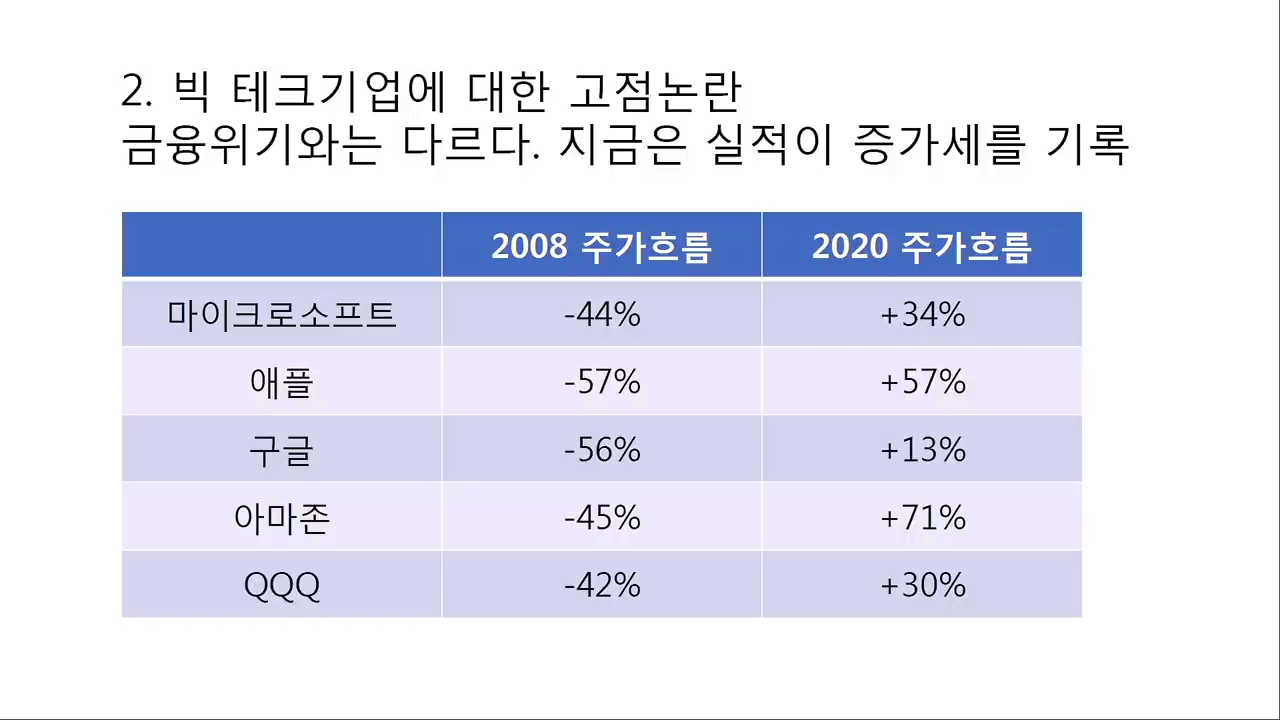 2. 빅 테크기업에 대한 고점논란
금융위기와는 다르다. 지금은 실적이 증가세를 기록
2008 주가흐름 2020 주가흐름
마이크로소프트 -44% +34%
애플 -57% +57%
구글 -56% +13%
아마존 -45% +71%
QQQ -42% +30%